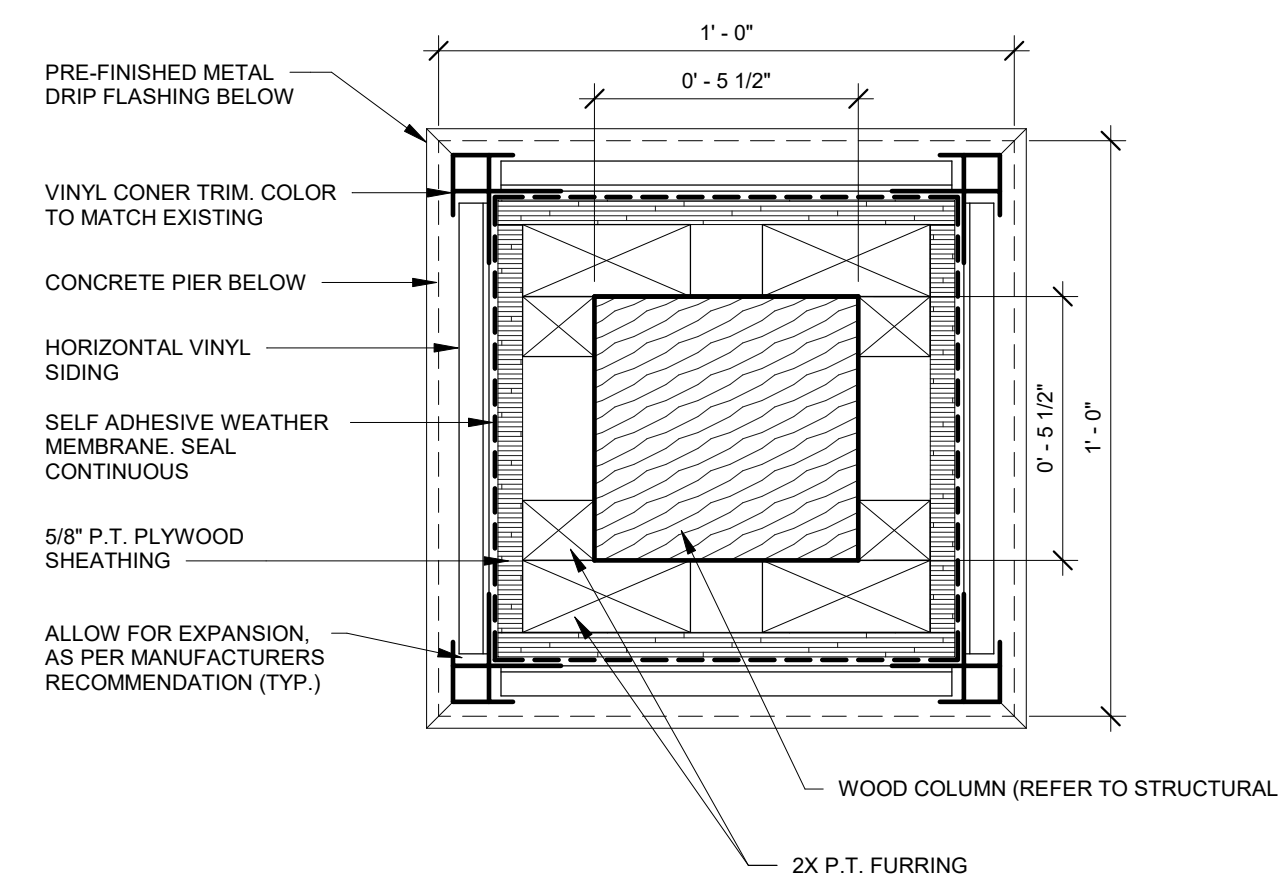 1' - 0"
0' - 5 1/2"
PRE-FINISHED METAL
DRIP FLASHING BELOW
VINYL CONER TRIM. COLOR
TO MATCH EXISTING
CONCRETE PIER BELOW
HORIZONTAL VINYL
SIDING
SELF ADHESIVE WEATHER
MEMBRANE. SEAL
CONTINUOUS
5/8" P.T. PLYWOOD
SHEATHING
ALLOW FOR EXPANSION,
AS PER MANUFACTURERS
RECOMMENDATION (TYP.)
0' - 5 1/2"
1' - 0"
WOOD COLUMN (REFER TO STRUCTURAL
2X P.T. FURRING